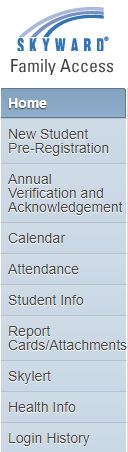 SKYWARD®
Family Access
Home
New Student
Pre-Registration
Annual
Verification and
Acknowledgement
Calendar
Attendance
Student Info
Report
Cards/Attachments
Skylert
Health Info
Login History